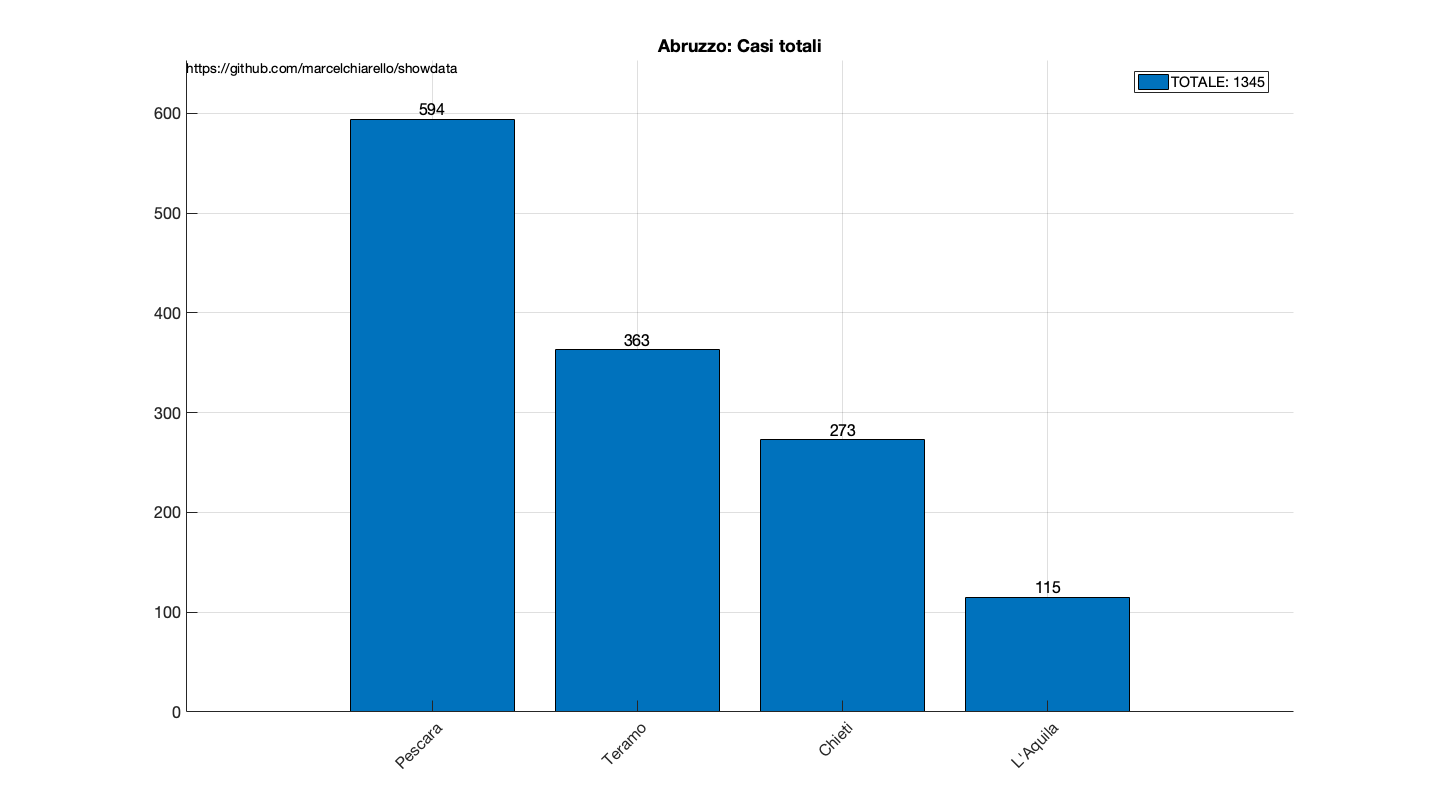 Abruzzo: Casi totali
https://github.com/marcelchiarello/showdata
TOTALE: 1345
600
500
400
300
200
100
0
594
363
273
115
Pescara
Teramo
Chieti
L'Aquila